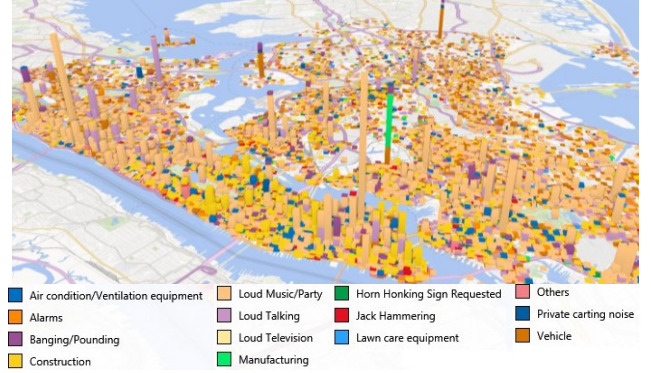 Air condition/Ventilation equipment
Alarms
Banging/Pounding
Construction
Loud Music/Party
Loud Talking
Loud Television
Manufacturing
Horn Honking Sign Requested
Jack Hammering
Lawn care equipment
Others
Private carting noise
Vehicle